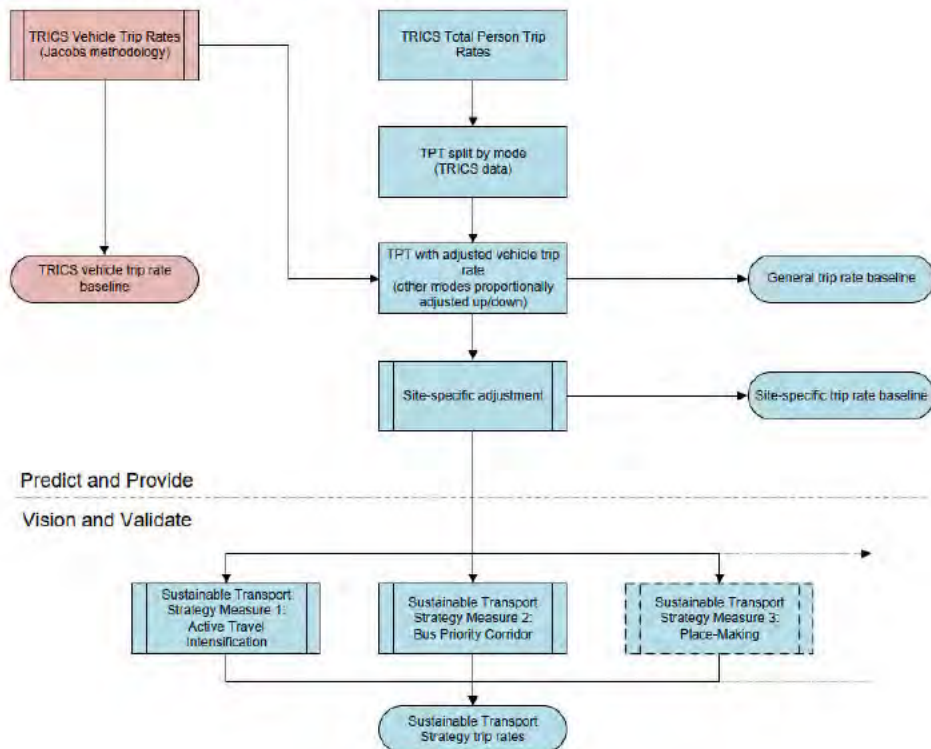 TRICS Vehicle Trip Rates
(Jacobs methodology)
TRICS Total Person Trip
Rates
TPT split by mode
(TRICS data)
TRICS vehicle trip rate
baseline
TPT with adjusted vehicle trip
rate
(other modes proportionally
adjusted up/down)
General trip rate baseline
Site-specific adjustment
Site-specific trip rate baseline
Predict and Provide
Vision and Validate
Sustainable Transport
Strategy Measure 1:
Active Travel
Intensification
Sustainable Transport
Strategy Measure 2:
Bus Priority Corridor
Sustainable Transport
Strategy Measure 3:
Place-Making
Sustainable Transport
Strategy trip rates